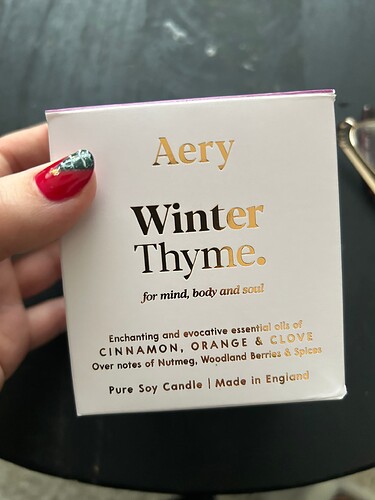 Aery
Winter
Thyme.
for mind, body and soul
Enchanting and evocative essential oils of
CINNAMON, ORANGE & CLOVE
Over notes of Nutmeg, Woodland Berries & Spices
Pure Soy Candle | Made in England